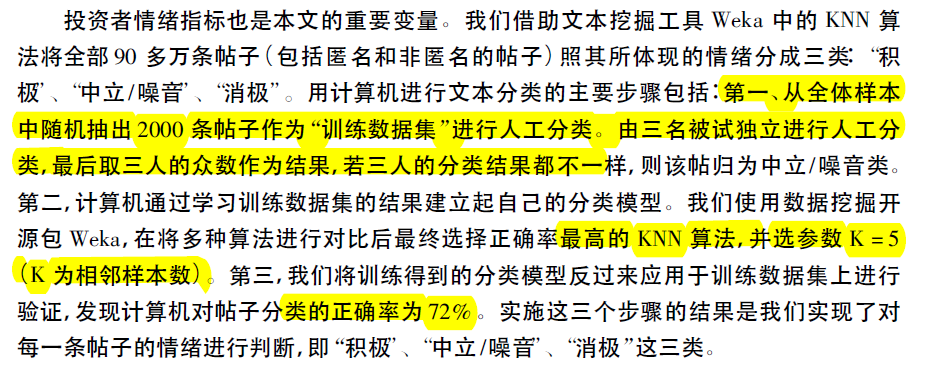 投资者情绪指标也是本文的重要变量。我们借助文本挖掘工具 Weka 中的 KNN 算
法将全部 90 多万条帖子(包括匿名和非匿名的帖子)照其所体现的情绪分成三类:“积
极”、“中立/噪音”、“消极”。用计算机进行文本分类的主要步骤包括:第一、从全体样本
中随机抽出 2000 条帖子作为“训练数据集”进行人工分类。由三名被试独立进行人工分
类,最后取三人的众数作为结果,若三人的分类结果都不一样,则该帖归为中立/噪音类。
第二,计算机通过学习训练数据集的结果建立起自己的分类模型。我们使用数据挖掘开
源包 Weka,在将多种算法进行对比后最终选择正确率最高的 KNN 算法,并选参数 K = 5
(K 为相邻样本数)。第三,我们将训练得到的分类模型反过来应用于训练数据集上进行
验证,发现计算机对帖子分类的正确率为 72%。实施这三个步骤的结果是我们实现了对
每一条帖子的情绪进行判断,即“积极”、“中立/噪音”、“消极”这三类。